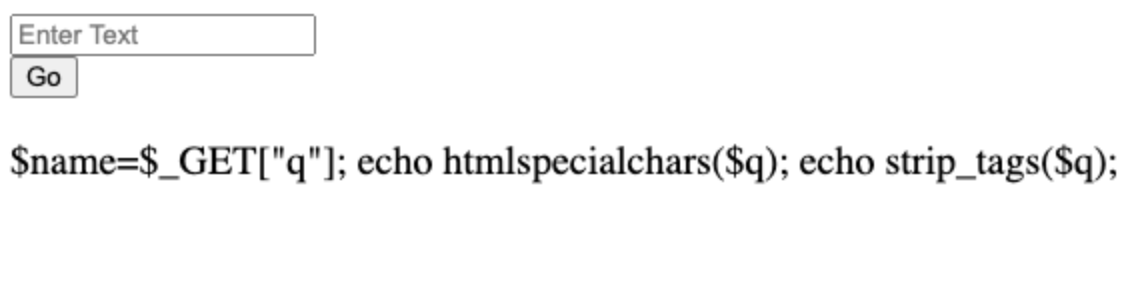 Enter Text
Go
$name=$_GET["q"]; echo htmlspecialchars($q); echo strip_tags($q);